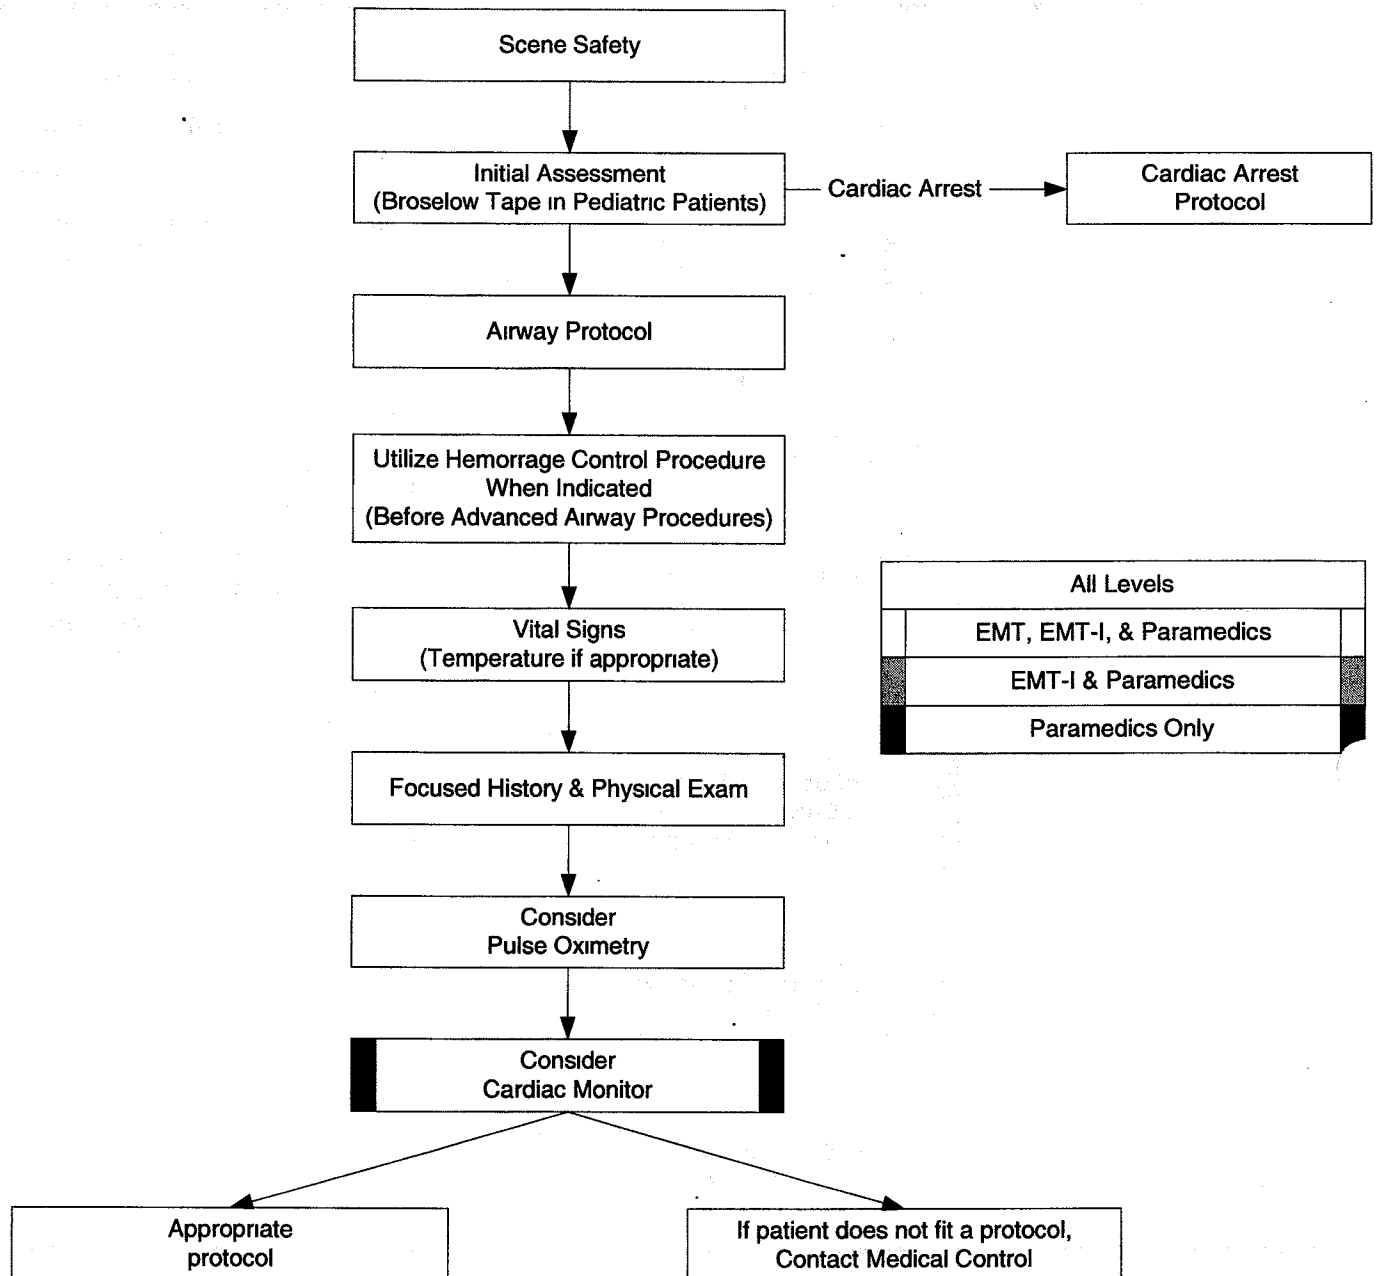 Scene Safety
Initial Assessment
(Broselow Tape in Pediatric Patients)
Cardiac Arrest
Cardiac Arrest
Protocol
Airway Protocol
Utilize Hemorrage Control Procedure
When Indicated
(Before Advanced Airway Procedures)
All Levels
EMT, EMT-I, & Paramedics
EMT-I & Paramedics
Paramedics Only
Vital Signs
(Temperature if appropriate)
Focused History & Physical Exam
Consider
Pulse Oximetry
Consider
Cardiac Monitor
Appropriate
protocol
If patient does not fit a protocol,
Contact Medical Control